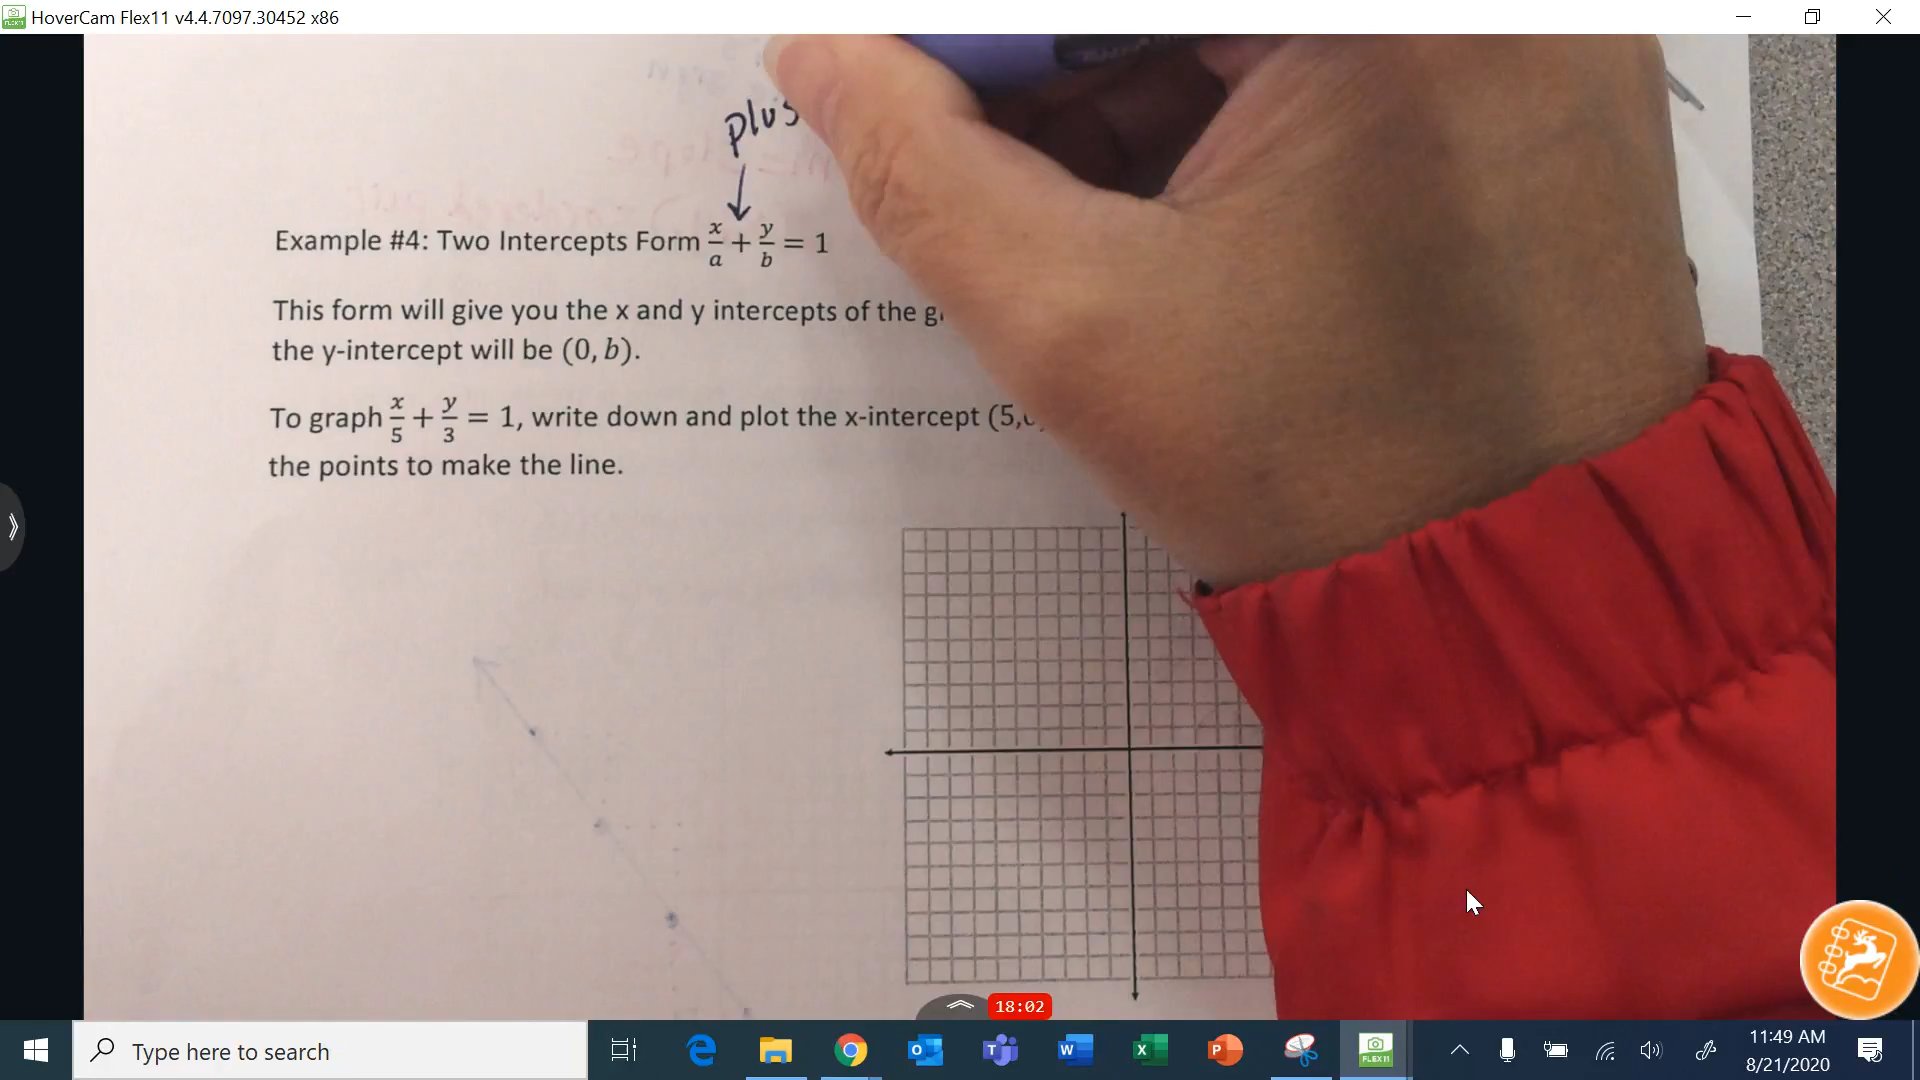 HoverCam Flex11 v4.4.7097.30452 x86
plus
Example #4: Two Intercepts Form x/a + y/b = 1
This form will give you the x and y intercepts of the
the y-intercept will be (0, b).
To graph x/5 + y/3 = 1, write down and plot the x-intercept (5,
the points to make the line.
18:02
Type here to search
FLEX11
11:49 AM
8/21/2020